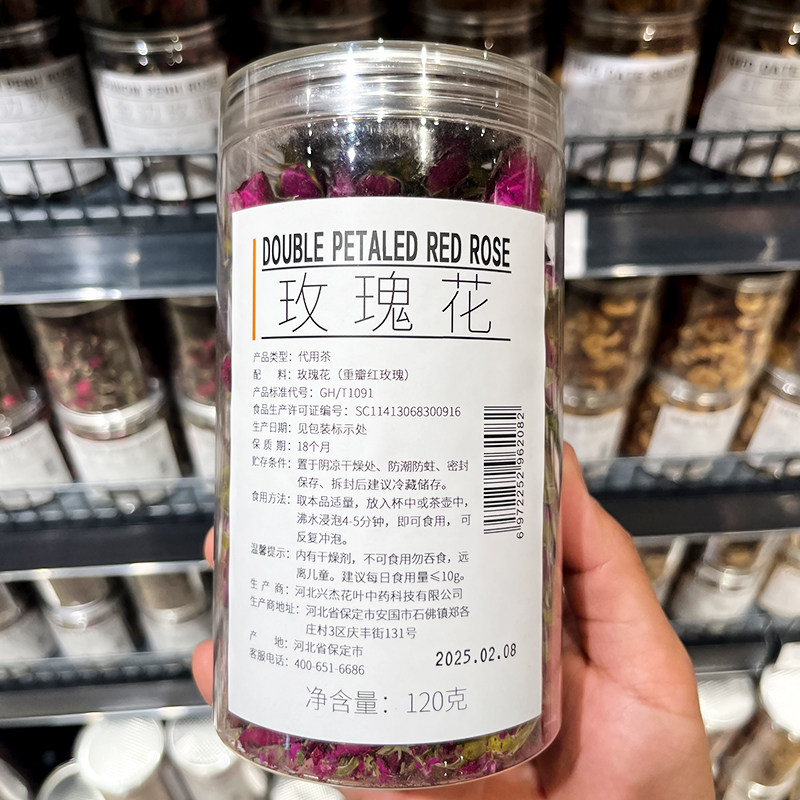 DOUBLE PETALED RED ROSE
玫瑰花
产品类型：代用茶
配 料：玫瑰花（重瓣红玫瑰）
产品标准代号：GH/T1091
食品生产许可证编号：SC11413068300916
生产日期：见包装标示处
保 质 期：18个月
贮存条件：置于阴凉干燥处、防潮防蛀、密封
保存、拆封后建议冷藏储存。
食用方法：取本品适量，放入杯中或茶壶中，
沸水浸泡4-5分钟，即可食用，可
反复冲泡。
温馨提示：内有干燥剂，不可食用勿吞食，远
离儿童。建议每日食用量≤10g。
生 产 商：河北兴杰花叶中药科技有限公司
生产商地址：河北省保定市安国市石佛镇郑各
庄村3区庆丰街131号
产 地：河北省保定市
客服电话：400-651-6686
2025.02.08
净含量：120克
6 972252 962082